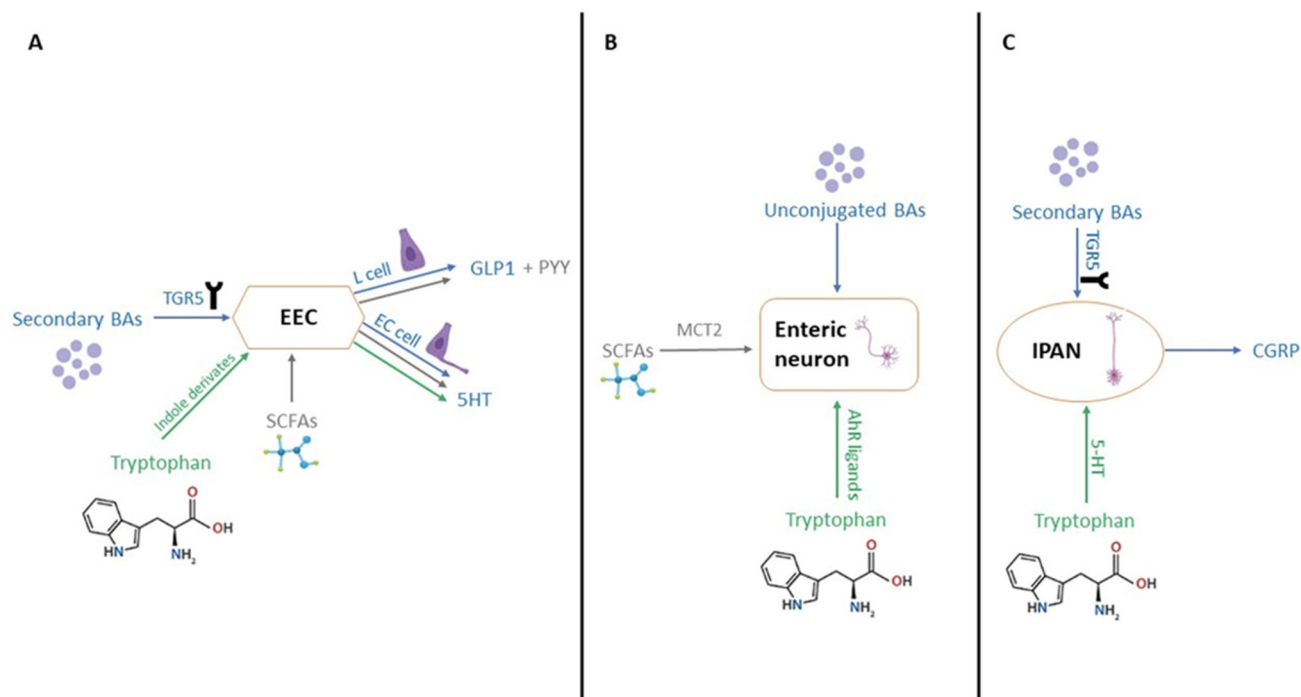 A
TGR5
Secondary BAs
Indole derivates
Tryptophan
O
OH
HN
NH2
SCFAs
EEC
L cell
GLP1 + PYY
EC cell
5HT
B
Unconjugated BAs
MCT2
SCFAs
Enteric
neuron
AhR ligands
Tryptophan
O
OH
HN
NH2
C
Secondary BAs
TGR5
IPAN
CGRP
5-HT
Tryptophan
O
OH
HN
NH2